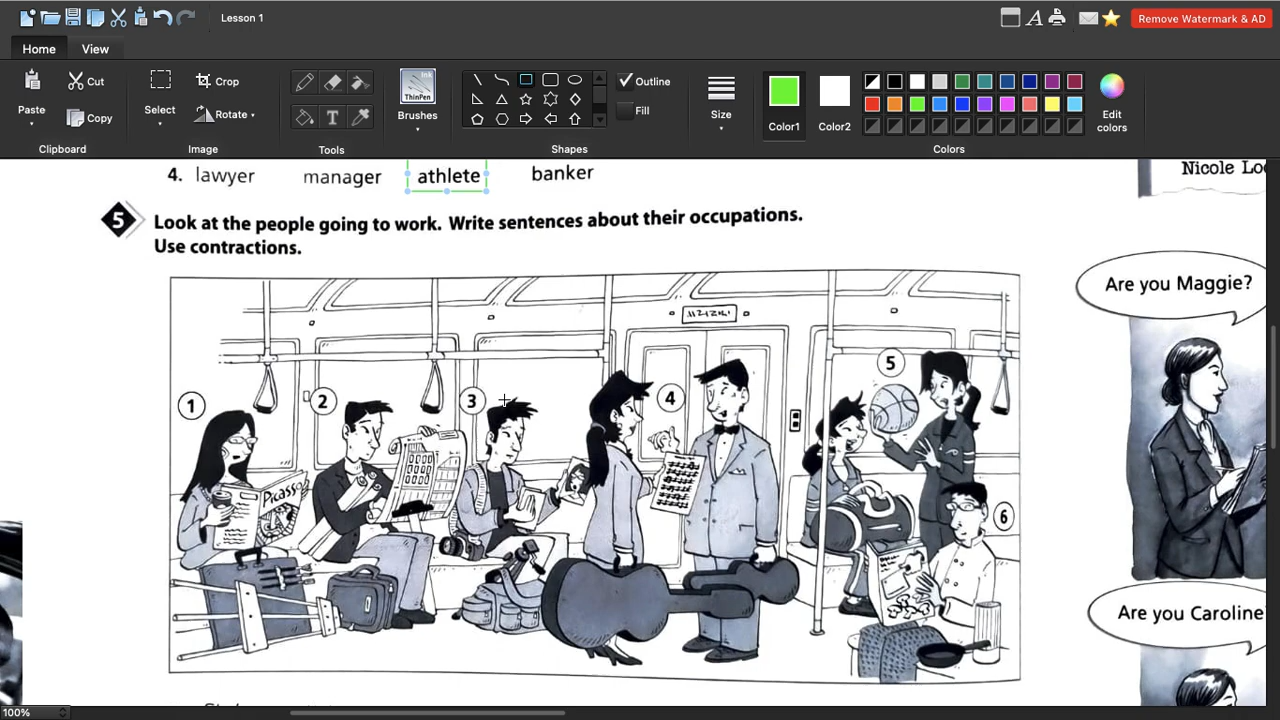 Lesson 1
Remove Watermark & AD
Home
View
Paste
Cut
Copy
Clipboard
Select
Crop
Rotate
Image
Tools
Ink
ThinPen
Brushes
Outline
Fill
Shapes
Size
Color1
Color2
Edit
colors
Colors
4. lawyer manager athlete banker
Nicole
5 Look at the people going to work. Write sentences about their occupations.
Use contractions.
Are you Maggie?
1
2
3
4
5
6
Picasso
Are you Caroline
100%